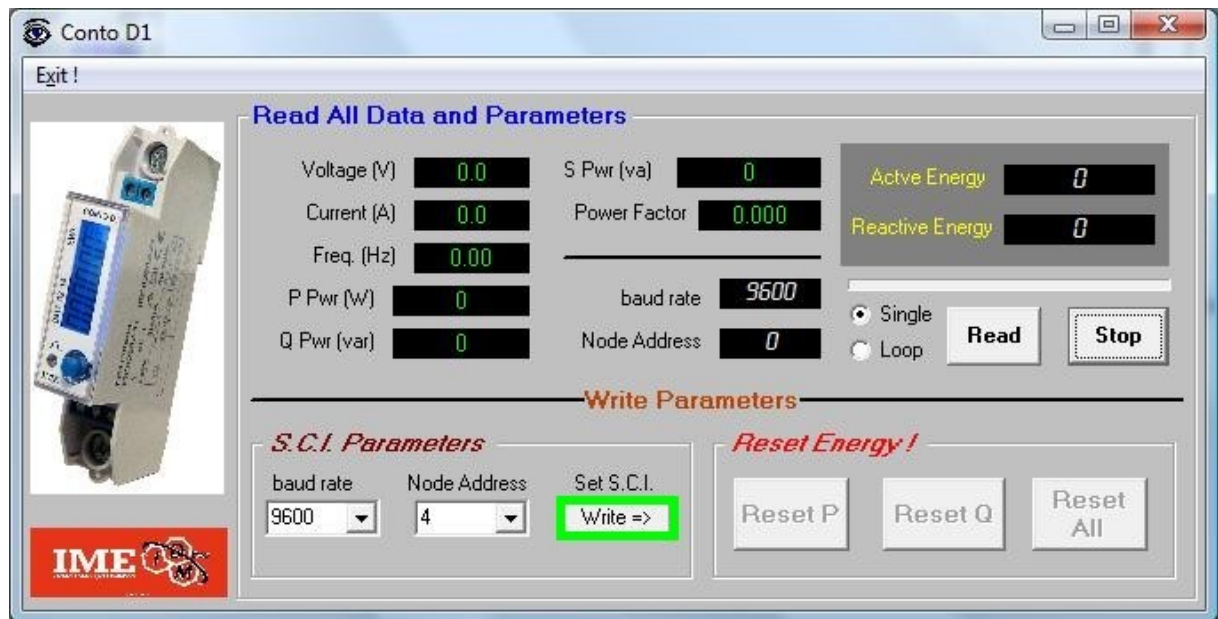 Conto D1
Exit !
Read All Data and Parameters
Voltage (V) 0.0 S Pwr (va) 0 Actve Energy 0
Current (A) 0.0 Power Factor 0.000 Reactive Energy 0
Freq. (Hz) 0.00
P Pwr (W) 0 baud rate 9600 Single Read Stop
Q Pwr (var) 0 Node Address 0 Loop
Write Parameters
S.C.I. Parameters Reset Energy !
baud rate Node Address Set S.C.I.
9600 4 Write => Reset P Reset Q Reset All
IME